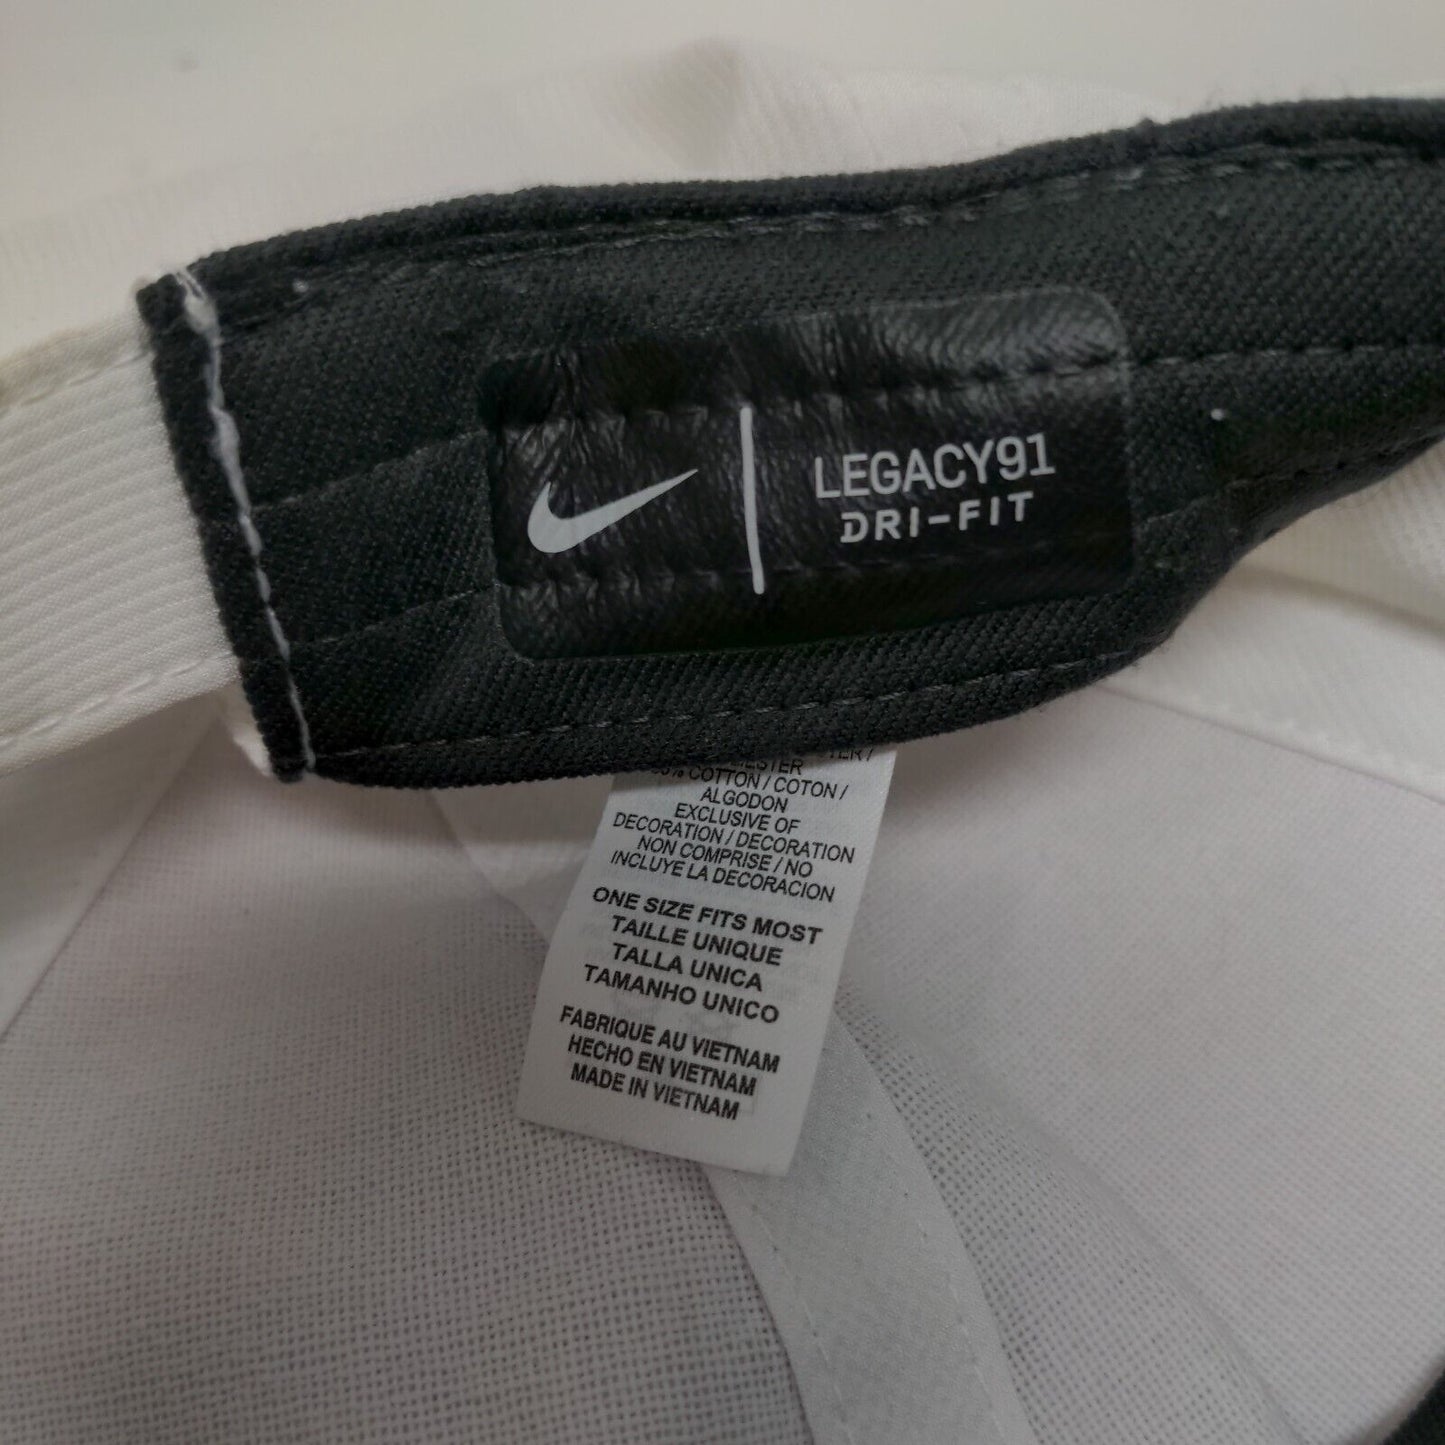 LEGACY91
DRI-FIT
COTTON / COTON /
ALGODON
EXCLUSIVE OF
DECORATION / DECORATION
NON COMPRISE / NO
INCLUYE LA DECORACION
ONE SIZE FITS MOST
TAILLE UNIQUE
TALLA UNICA
TAMANHO UNICO
FABRIQUE AU VIETNAM
HECHO EN VIETNAM
MADE IN VIETNAM